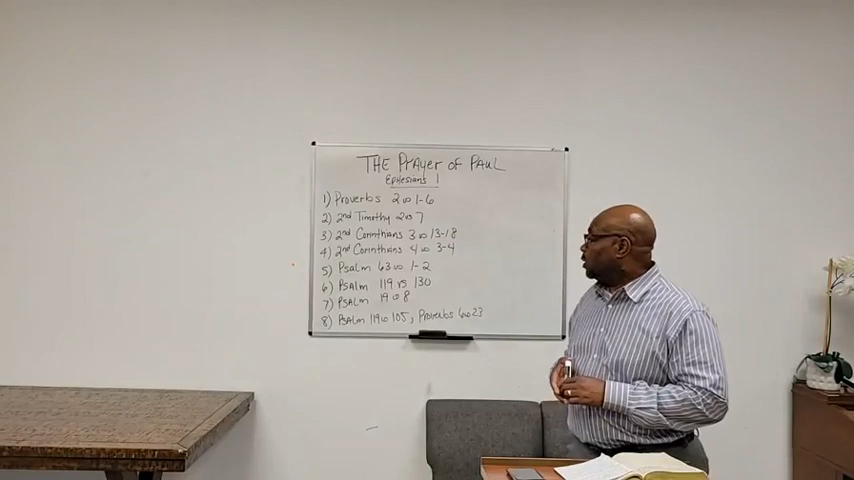 THE PrAyer oF PAUL
Ephesians 1
1) Proverbs 2 vs 1-6
2) 2nd Timothy 2 vs 7
3) 2nd Corinthians 3 vs 13-18
4) 2nd Corinthians 4 vs 3-4
5) Psalm 63 vs 1-2
6) Psalm 119 vs 130
7) Psalm 19 vs 8
8) Psalm 119 vs 105, Proverbs 6 vs 23